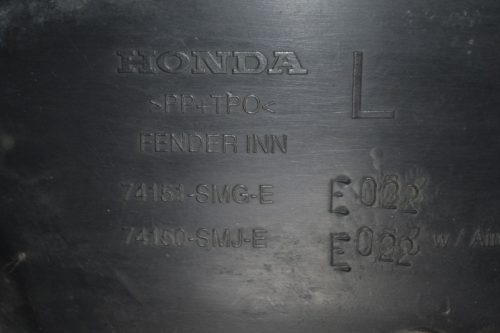 HONDA
>PP+TPO< L
FENDER INN
74151-SMG-E E022
74150-SMJ-E E022 w/